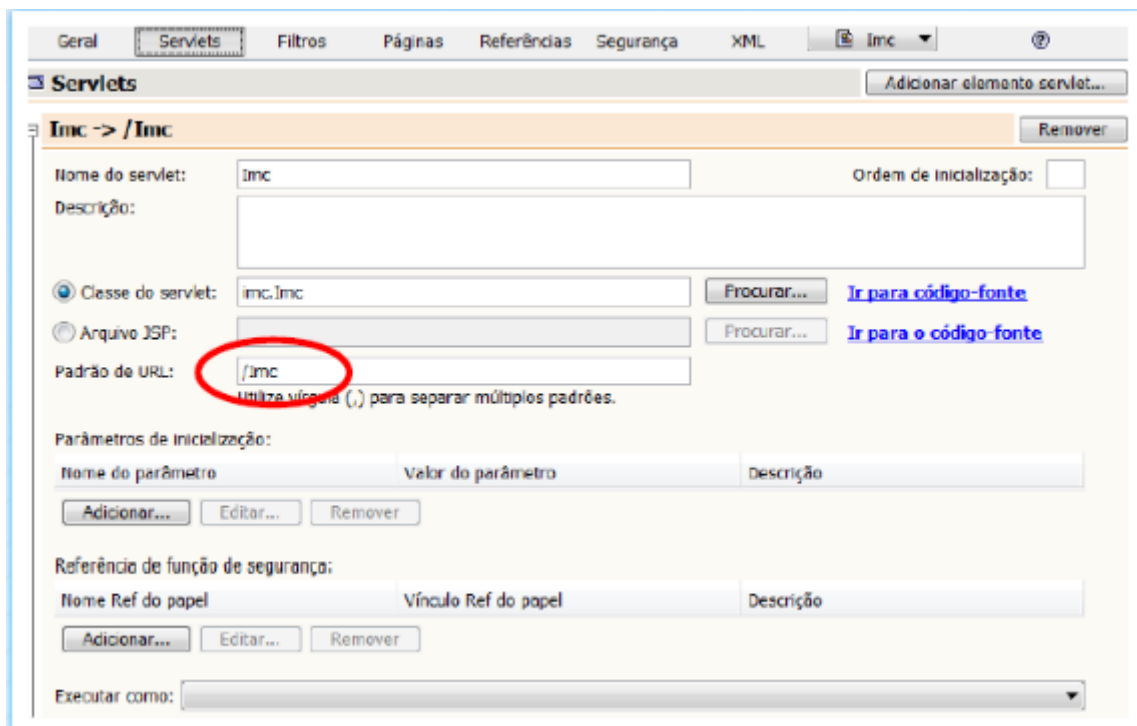 Geral Servlets Filtros Páginas Referências Segurança XML Imc
Servlets Adicionar elemento servlet...
Imc -> /Imc Remover
Nome do servlet: Imc Ordem de inicialização:
Descrição:
Classe do servlet: imc.Imc Procurar... Ir para código-fonte
Arquivo JSP: Procurar... Ir para o código-fonte
Padrão de URL: /Imc
Utilize vírgula (,) para separar múltiplos padrões.
Parâmetros de inicialização:
Nome do parâmetro Valor do parâmetro Descrição
Adicionar... Editar... Remover
Referência de função de segurança:
Nome Ref do papel Vínculo Ref do papel Descrição
Adicionar... Editar... Remover
Executar como: